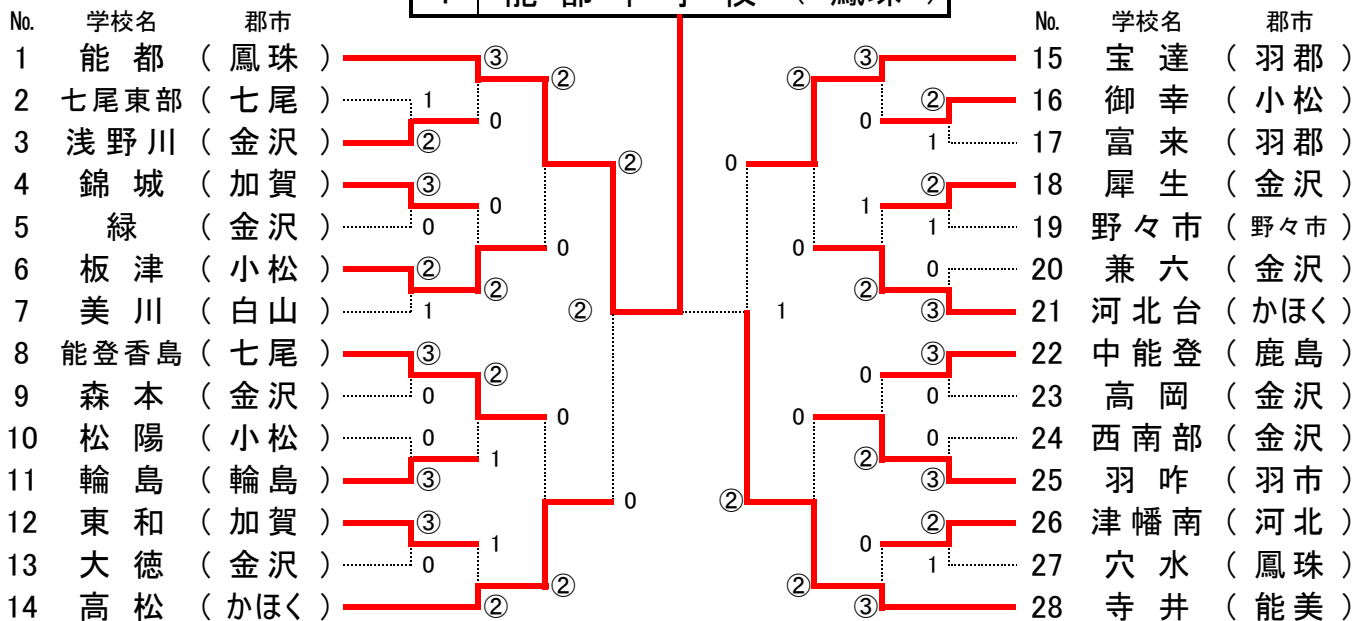 1 能都中学校 (鳳珠)
No. 学校名 郡市 No. 学校名 郡市
1 能都 (鳳珠) ③ ② ② ③ 15 宝達 (羽郡)
2 七尾東部 (七尾) 1 0 0 ② 16 御幸 (小松)
3 浅野川 (金沢) ② ② 0 1 17 富来 (羽郡)
4 錦城 (加賀) ③ 0 1 ② 18 犀生 (金沢)
5 緑 (金沢) 0 0 0 1 19 野々市 (野々市)
6 板津 (小松) ② ② ② 0 20 兼六 (金沢)
7 美川 (白山) 1 ② 1 ③ 21 河北台 (かほく)
8 能登香島 (七尾) ③ ② 0 ③ 22 中能登 (鹿島)
9 森本 (金沢) 0 0 0 0 23 高岡 (金沢)
10 松陽 (小松) 0 1 ② 0 24 西南部 (金沢)
11 輪島 (輪島) ③ 0 ② ③ 25 羽咋 (羽市)
12 東和 (加賀) ③ 1 0 ② 26 津幡南 (河北)
13 大徳 (金沢) 0 ② ② 1 27 穴水 (鳳珠)
14 高松 (かほく) ② ③ 28 寺井 (能美)